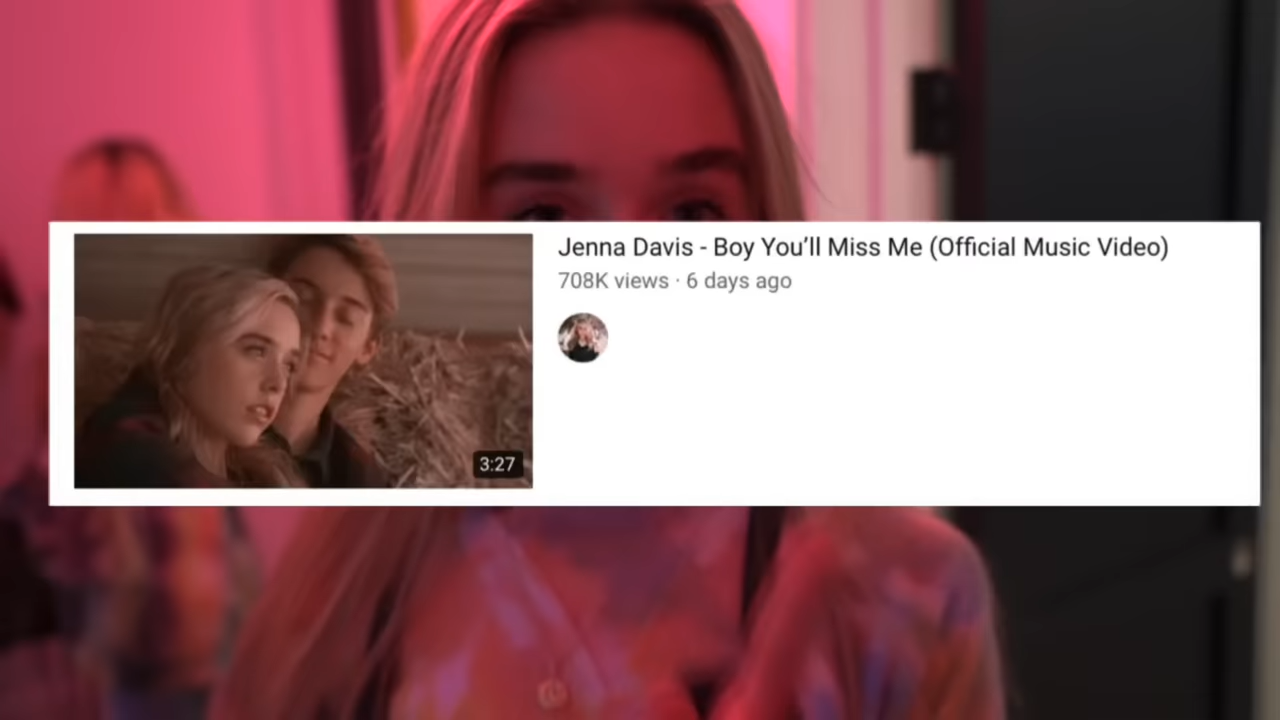 Jenna Davis - Boy You’ll Miss Me (Official Music Video)
708K views · 6 days ago
3:27